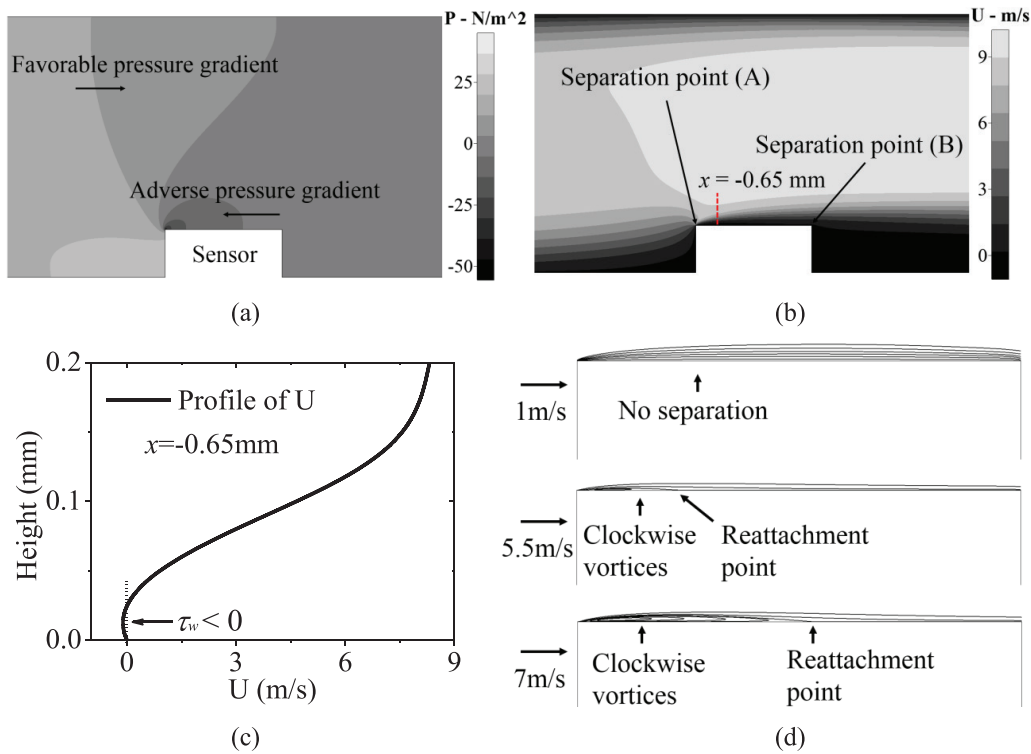 P - N/m^2
Favorable pressure gradient
Adverse pressure gradient
Sensor
25
0
-25
-50
(a)
U - m/s
Separation point (A)
Separation point (B)
x = -0.65 mm
9
6
3
0
(b)
0.2
0.1
0.0
Height (mm)
Profile of U
x=-0.65mm
τw < 0
0 3 6 9
U (m/s)
(c)
1m/s
No separation
5.5m/s
Clockwise
vortices
Reattachment
point
7m/s
Clockwise
vortices
Reattachment
point
(d)